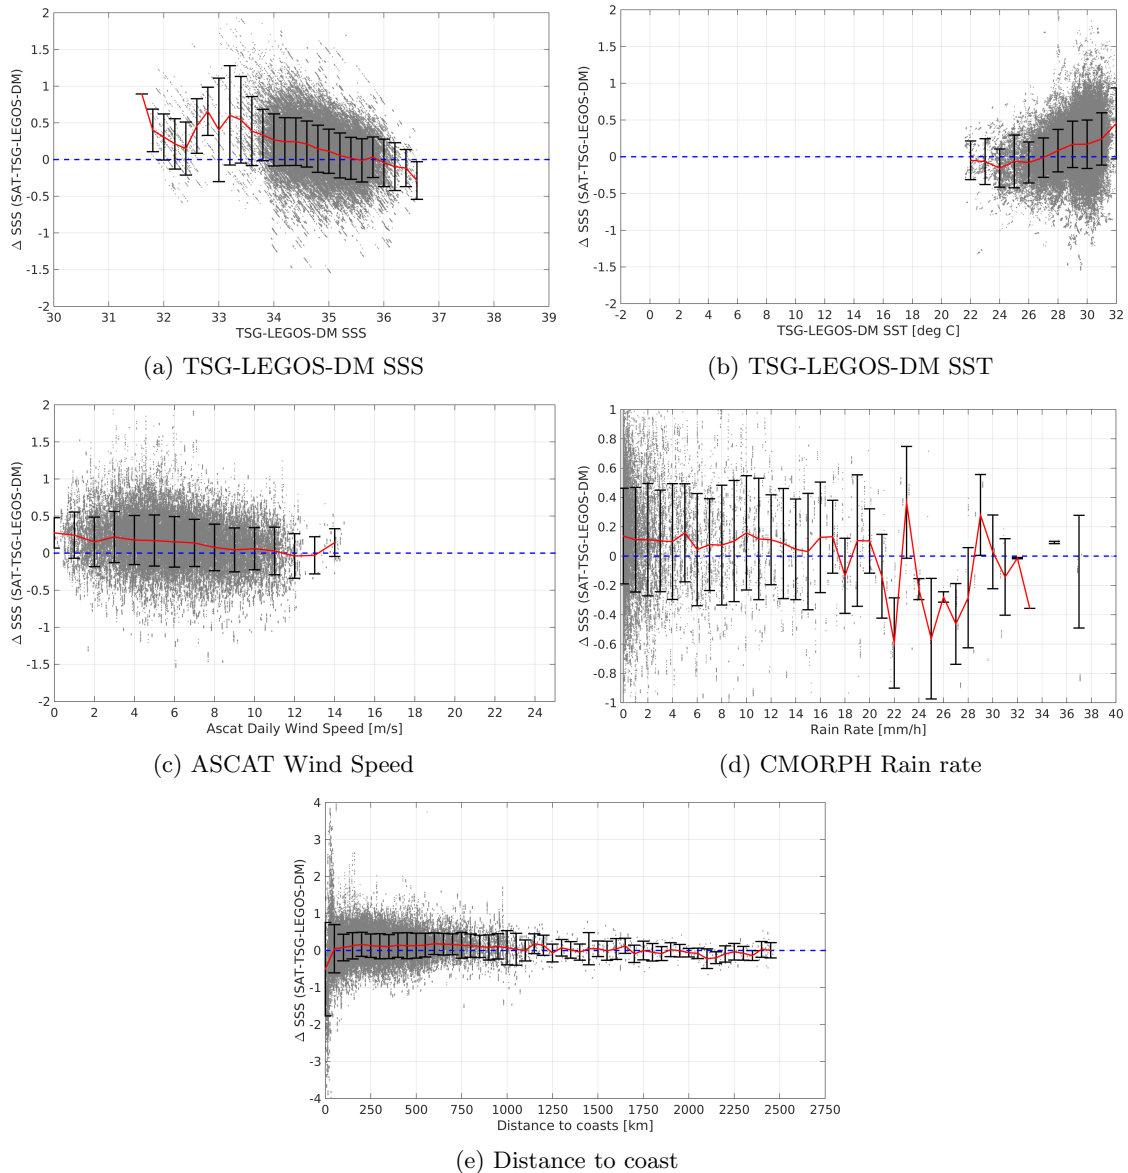 Δ SSS (SAT-TSG-LEGOS-DM)
2
1.5
1
0.5
0
-0.5
-1
-1.5
-2
30 31 32 33 34 35 36 37 38 39
TSG-LEGOS-DM SSS
(a) TSG-LEGOS-DM SSS
Δ SSS (SAT-TSG-LEGOS-DM)
2
1.5
1
0.5
0
-0.5
-1
-1.5
-2
-2 0 2 4 6 8 10 12 14 16 18 20 22 24 26 28 30 32
TSG-LEGOS-DM SST [deg C]
(b) TSG-LEGOS-DM SST
Δ SSS (SAT-TSG-LEGOS-DM)
2
1.5
1
0.5
0
-0.5
-1
-1.5
-2
0 2 4 6 8 10 12 14 16 18 20 22 24
Ascat Daily Wind Speed [m/s]
(c) ASCAT Wind Speed
Δ SSS (SAT-TSG-LEGOS-DM)
1
0.8
0.6
0.4
0.2
0
-0.2
-0.4
-0.6
-0.8
-1
0 2 4 6 8 10 12 14 16 18 20 22 24 26 28 30 32 34 36 38 40
Rain Rate [mm/h]
(d) CMORPH Rain rate
Δ SSS (SAT-TSG-LEGOS-DM)
4
3
2
1
0
-1
-2
-3
-4
0 250 500 750 1000 1250 1500 1750 2000 2250 2500 2750
Distance to coasts [km]
(e) Distance to coast